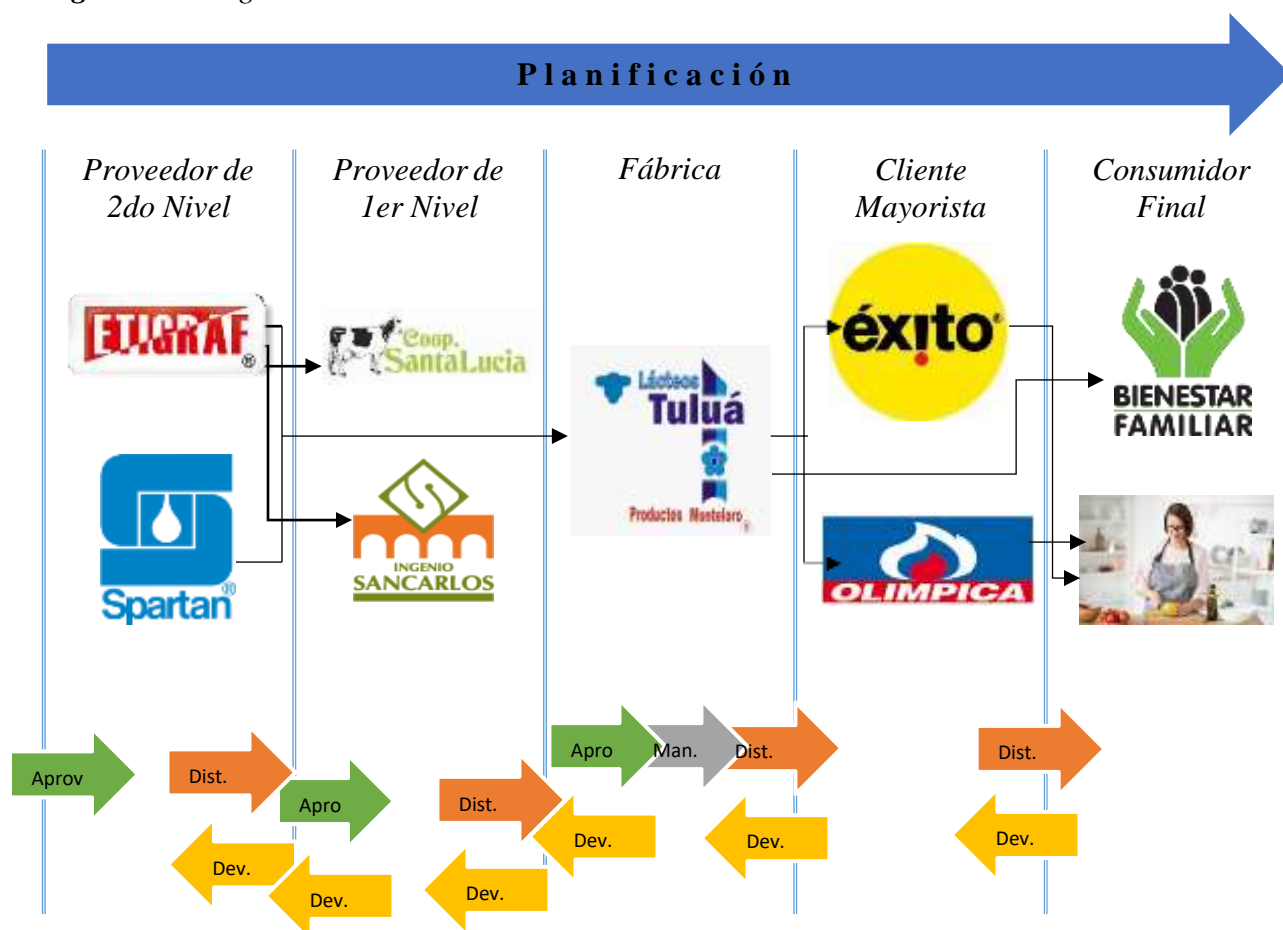 Planificación
Proveedor de
2do Nivel
Proveedor de
1er Nivel
Fábrica
Cliente
Mayorista
Consumidor
Final
ETIGRAF
®
Coop.
SantaLucia
Lácteos
Tuluá
Productos Monteloro
®
éxito
BIENESTAR
FAMILIAR
Spartan
®
INGENIO
SANCARLOS
OLIMPICA
Aprov
Dist.
Apro
Dist.
Apro
Man.
Dist.
Dist.
Dev.
Dev.
Dev.
Dev.
Dev.
Dev.